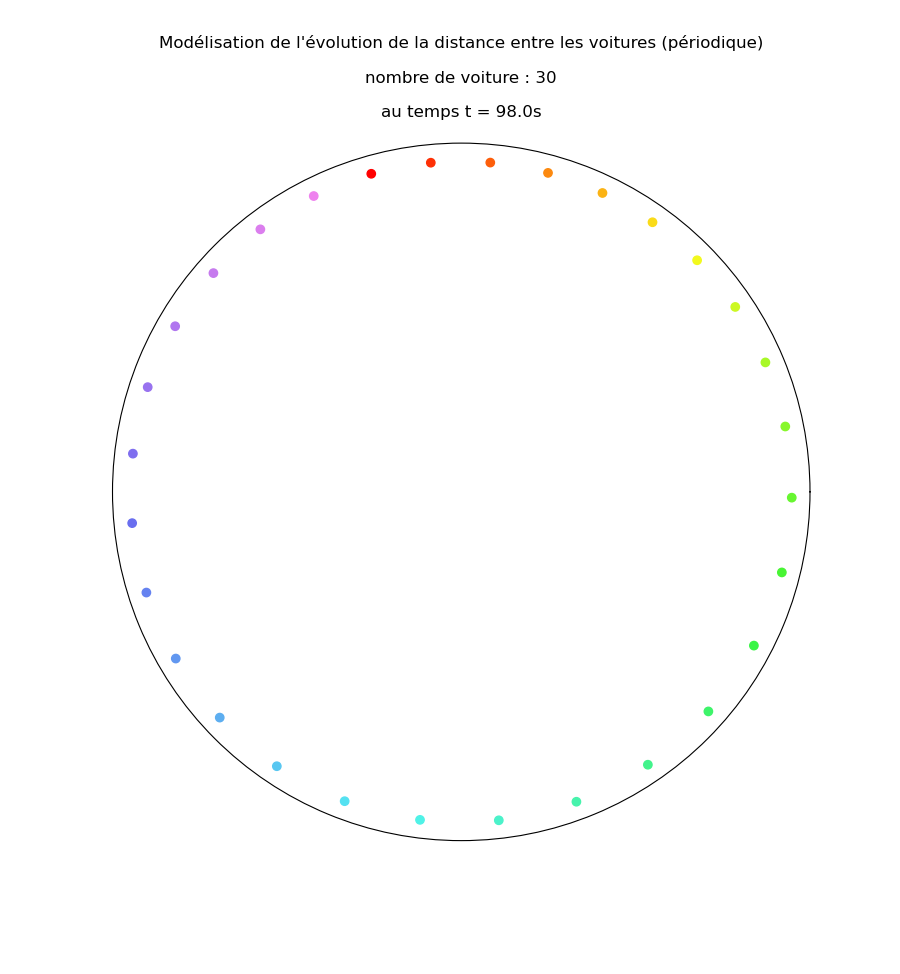 Modélisation de l'évolution de la distance entre les voitures (périodique)
nombre de voiture : 30
au temps t = 98.0s